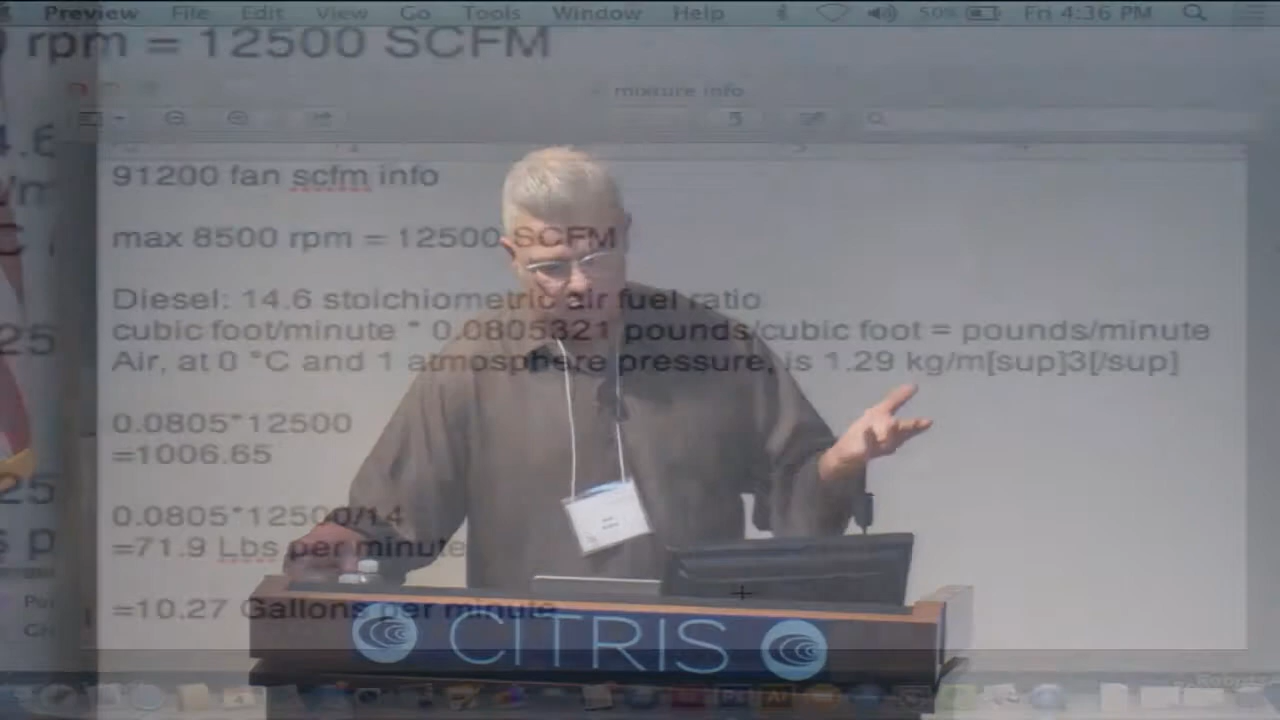 Preview File Edit View Go Tools Window Help 50% Fri 4:36 PM
rpm = 12500 SCFM
mixture info
91200 fan scfm info
max 8500 rpm = 12500 SCFM
Diesel: 14.6 stoichiometric air fuel ratio
cubic foot/minute * 0.0805321 pounds/cubic foot = pounds/minute
Air, at 0 °C and 1 atmosphere pressure, is 1.29 kg/m[sup]3[/sup]
0.0805*12500
=1006.65
0.0805*12500/14
=71.9 Lbs per minute
=10.27 Gallons per minute
CITRIS